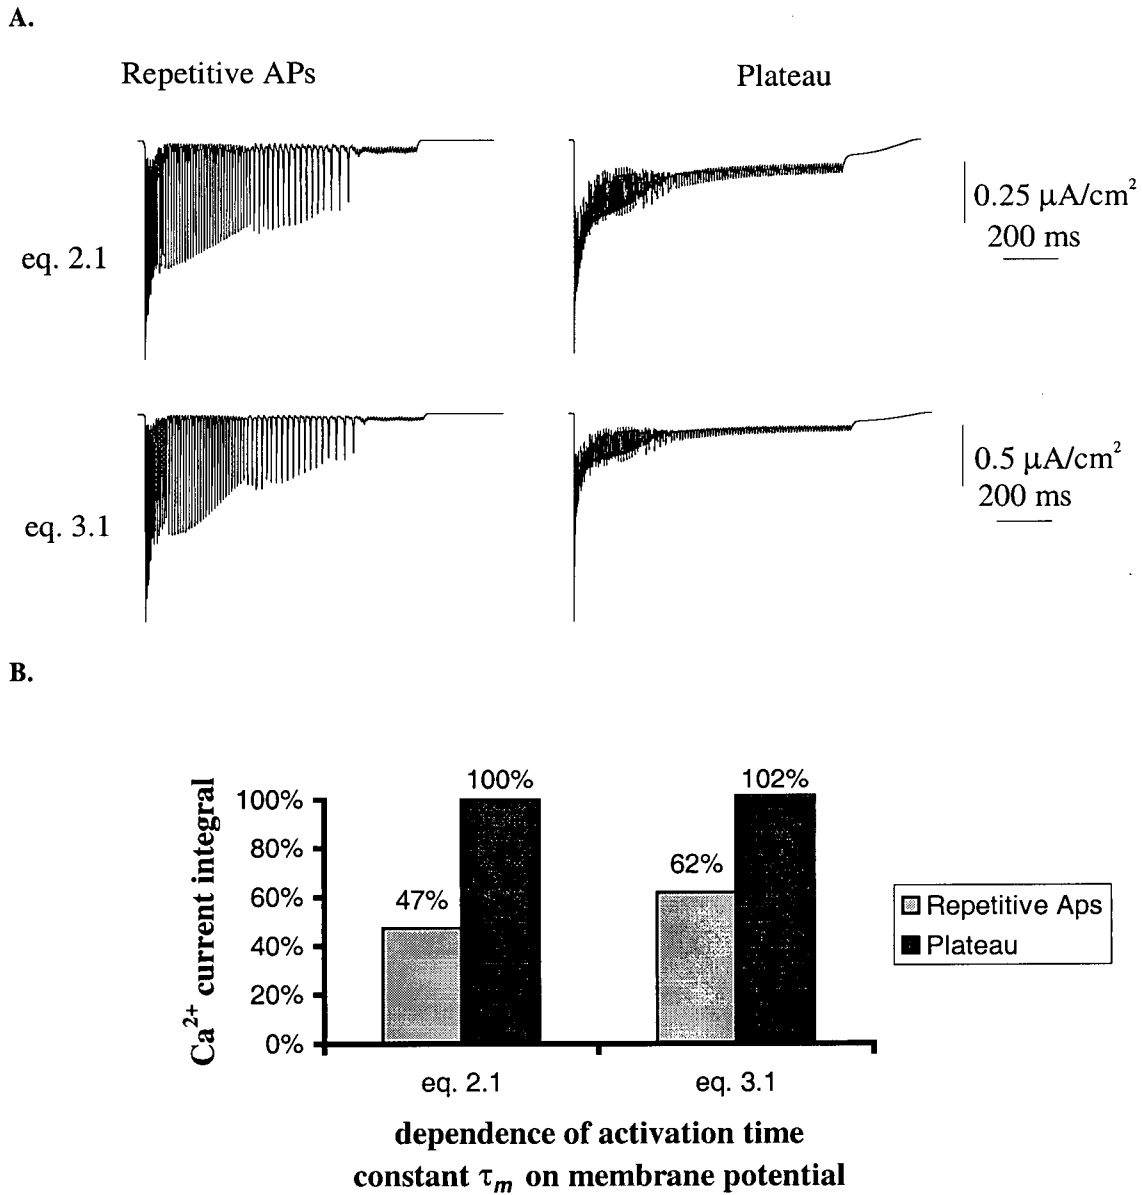 A.
Repetitive APs
Plateau
eq. 2.1
0.25 μA/cm²
200 ms
eq. 3.1
0.5 μA/cm²
200 ms
B.
Ca²⁺ current integral
100%
80%
60%
40%
20%
0%
47%
100%
62%
102%
eq. 2.1
eq. 3.1
Repetitive Aps
Plateau
dependence of activation time
constant τₘ on membrane potential